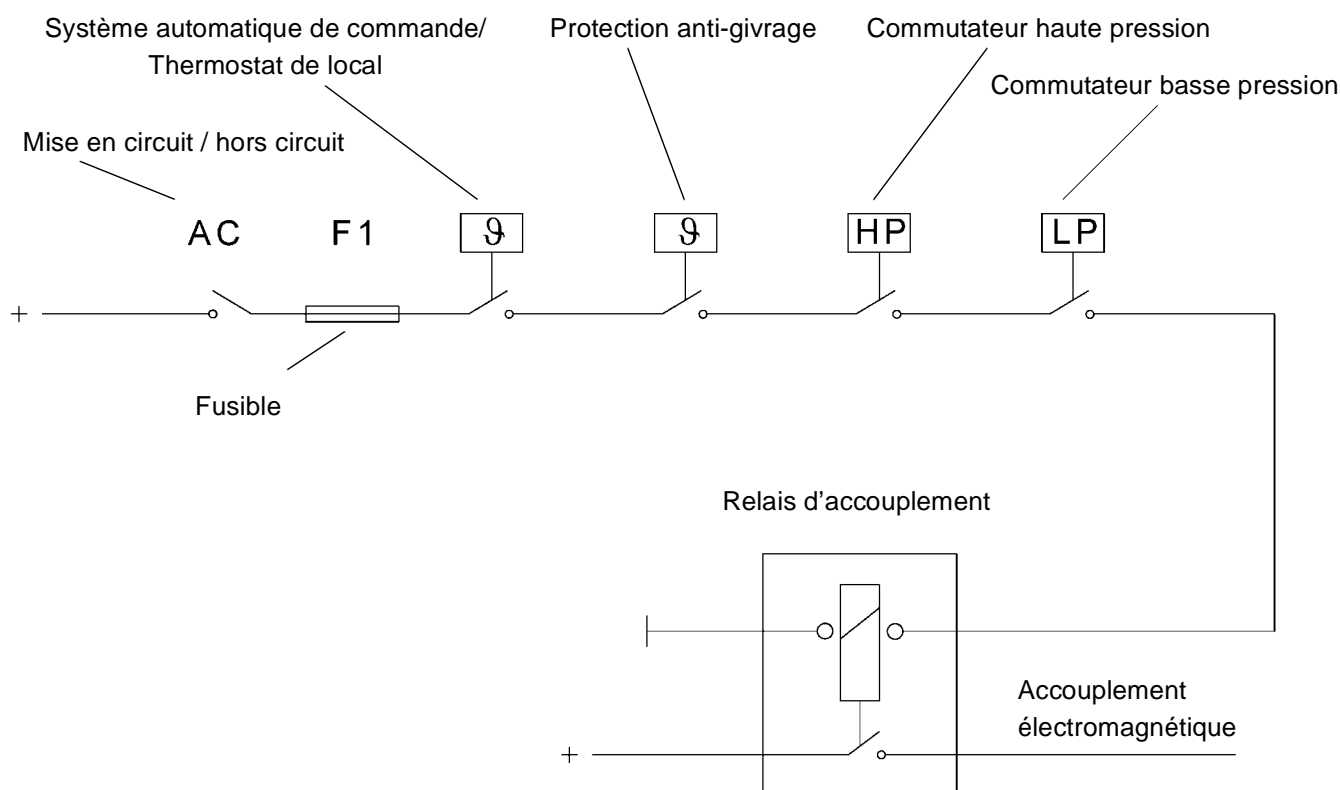 Système automatique de commande/
Thermostat de local
Protection anti-givrage
Commutateur haute pression
Commutateur basse pression
Mise en circuit / hors circuit
AC
F1
ϑ
ϑ
HP
LP
+
Fusible
Relais d’accouplement
Accouplement
électromagnétique
+